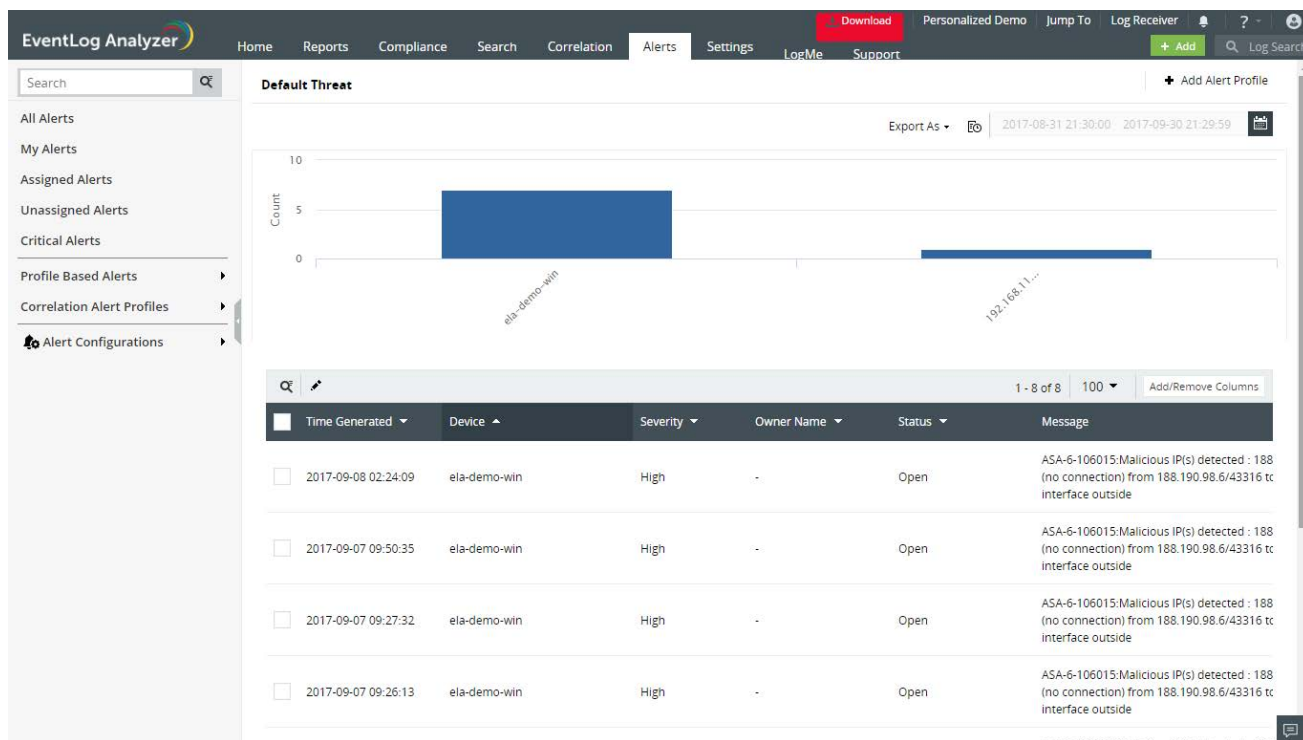 EventLog Analyzer
Download
Personalized Demo
Jump To
Log Receiver
?
Home
Reports
Compliance
Search
Correlation
Alerts
Settings
LogMe
Support
+ Add
Log Search
Search
All Alerts
My Alerts
Assigned Alerts
Unassigned Alerts
Critical Alerts
Profile Based Alerts
Correlation Alert Profiles
Alert Configurations
Default Threat
+ Add Alert Profile
Export As
2017-08-31 21:30:00 2017-09-30 21:29:59
10
5
0
Count
ela-demo-win
192.168.11...
1 - 8 of 8
100
Add/Remove Columns
Time Generated
Device
Severity
Owner Name
Status
Message
2017-09-08 02:24:09
ela-demo-win
High
-
Open
ASA-6-106015:Malicious IP(s) detected : 188
(no connection) from 188.190.98.6/43316 to
interface outside
2017-09-07 09:50:35
ela-demo-win
High
-
Open
ASA-6-106015:Malicious IP(s) detected : 188
(no connection) from 188.190.98.6/43316 to
interface outside
2017-09-07 09:27:32
ela-demo-win
High
-
Open
ASA-6-106015:Malicious IP(s) detected : 188
(no connection) from 188.190.98.6/43316 to
interface outside
2017-09-07 09:26:13
ela-demo-win
High
-
Open
ASA-6-106015:Malicious IP(s) detected : 188
(no connection) from 188.190.98.6/43316 to
interface outside